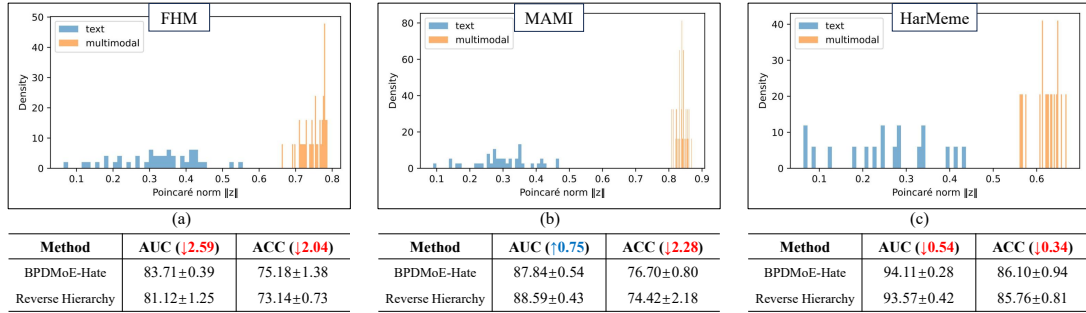 FHM
text
multimodal
Density
50
40
30
20
10
0
0.1 0.2 0.3 0.4 0.5 0.6 0.7 0.8
Poincaré norm ‖z‖
(a)
Method AUC (↓2.59) ACC (↓2.04)
BPDMoE-Hate 83.71±0.39 75.18±1.38
Reverse Hierarchy 81.12±1.25 73.14±0.73
MAMI
text
multimodal
Density
80
60
40
20
0
0.1 0.2 0.3 0.4 0.5 0.6 0.7 0.8 0.9
Poincaré norm ‖z‖
(b)
Method AUC (↑0.75) ACC (↓2.28)
BPDMoE-Hate 87.84±0.54 76.70±0.80
Reverse Hierarchy 88.59±0.43 74.42±2.18
HarMeme
text
multimodal
Density
40
30
20
10
0
0.1 0.2 0.3 0.4 0.5 0.6
Poincaré norm ‖z‖
(c)
Method AUC (↓0.54) ACC (↓0.34)
BPDMoE-Hate 94.11±0.28 86.10±0.94
Reverse Hierarchy 93.57±0.42 85.76±0.81